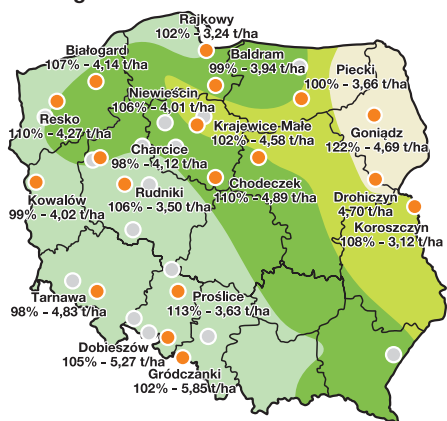 Rajkowy
102% - 3,24 t/ha
Białogard
107% - 4,14 t/ha
Baldram
99% - 3,94 t/ha
Piecki
100% - 3,66 t/ha
Niewieścin
106% - 4,01 t/ha
Resko
110% - 4,27 t/ha
Krajewice-Małe
102% - 4,58 t/ha
Goniądz
122% - 4,69 t/ha
Charcice
98% - 4,12 t/ha
Kowalów
99% - 4,02 t/ha
Rudniki
106% - 3,50 t/ha
Chodeczek
110% - 4,89 t/ha
Drohiczyn
4,70 t/ha
Koroszczyn
108% - 3,12 t/ha
Tarnawa
98% - 4,83 t/ha
Proślice
113% - 3,63 t/ha
Dobieszów
105% - 5,27 t/ha
Gródczanki
102% - 5,85 t/ha